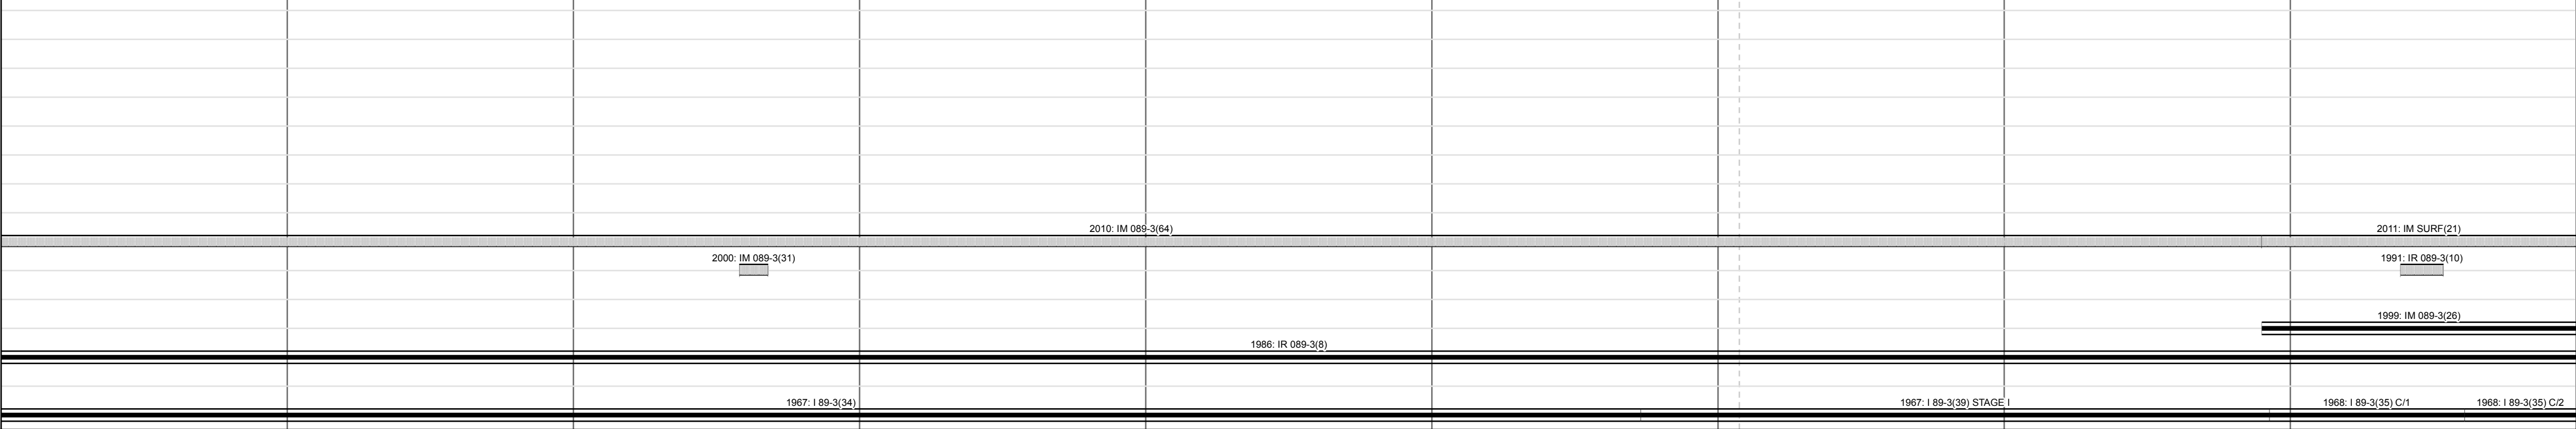 2010: IM 089-3(64)
2011: IM SURF(21)
2000: IM 089-3(31)
1991: IR 089-3(10)
1999: IM 089-3(26)
1986: IR 089-3(8)
1967: I 89-3(34)
1967: I 89-3(39) STAGE I
1968: I 89-3(35) C/1
1968: I 89-3(35) C/2